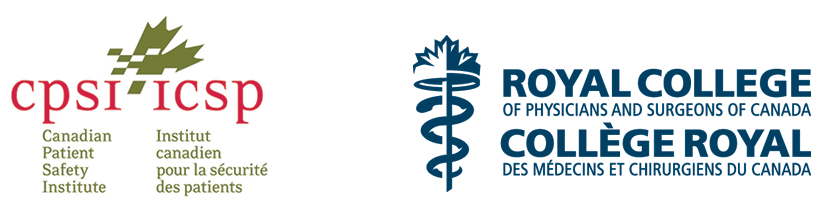 cpsi icsp
Canadian
Patient
Safety
Institute
Institut
canadien
pour la sécurité
des patients
ROYAL COLLEGE
OF PHYSICIANS AND SURGEONS OF CANADA
COLLÈGE ROYAL
DES MÉDECINS ET CHIRURGIENS DU CANADA